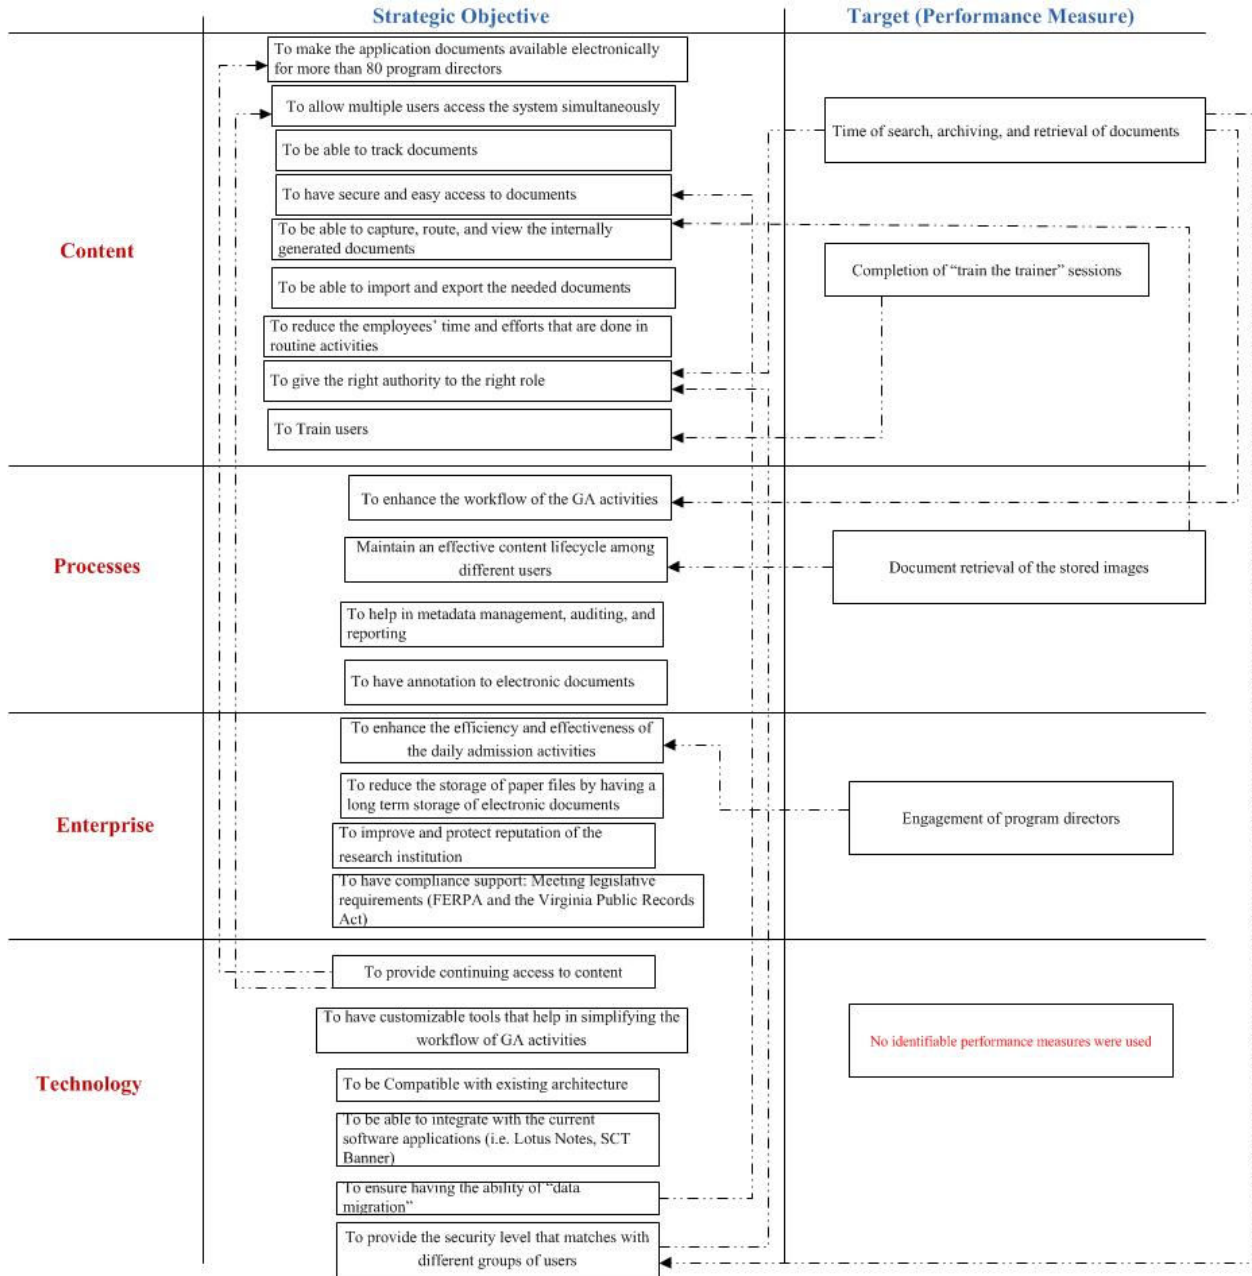 Strategic Objective
Target (Performance Measure)
Content
To make the application documents available electronically
for more than 80 program directors
To allow multiple users access the system simultaneously
To be able to track documents
To have secure and easy access to documents
To be able to capture, route, and view the internally
generated documents
To be able to import and export the needed documents
To reduce the employees’ time and efforts that are done in
routine activities
To give the right authority to the right role
To Train users
Time of search, archiving, and retrieval of documents
Completion of “train the trainer” sessions
Processes
To enhance the workflow of the GA activities
Maintain an effective content lifecycle among
different users
To help in metadata management, auditing, and
reporting
To have annotation to electronic documents
Document retrieval of the stored images
Enterprise
To enhance the efficiency and effectiveness of
the daily admission activities
To reduce the storage of paper files by having a
long term storage of electronic documents
To improve and protect reputation of the
research institution
To have compliance support: Meeting legislative
requirements (FERPA and the Virginia Public Records
Act)
Engagement of program directors
Technology
To provide continuing access to content
To have customizable tools that help in simplifying the
workflow of GA activities
To be Compatible with existing architecture
To be able to integrate with the current
software applications (i.e. Lotus Notes, SCT
Banner)
To ensure having the ability of “data
migration“
To provide the security level that matches with
different groups of users
No identifiable performance measures were used